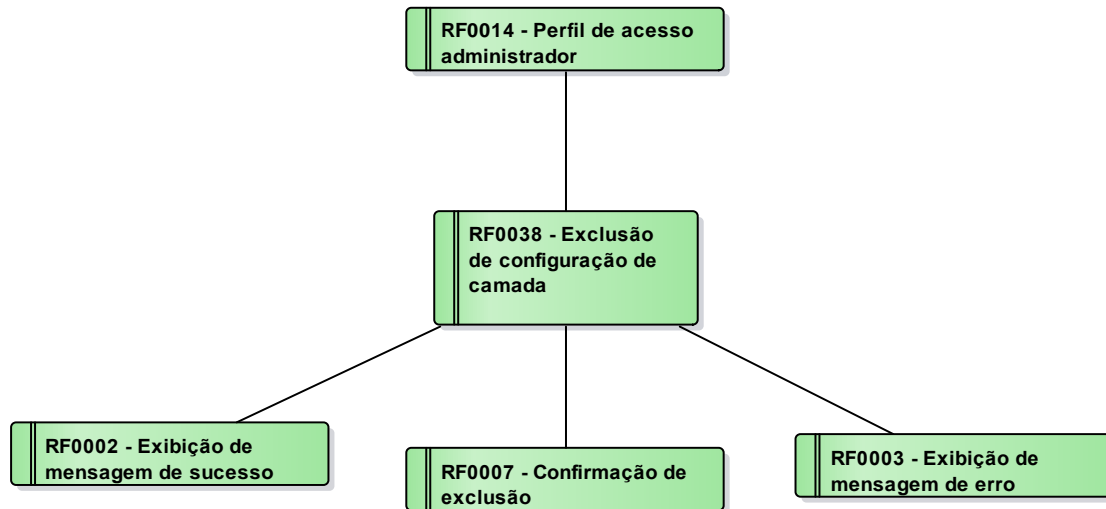 RF0014 - Perfil de acesso
administrador
RF0038 - Exclusão
de configuração de
camada
RF0002 - Exibição de
mensagem de sucesso
RF0007 - Confirmação de
exclusão
RF0003 - Exibição de
mensagem de erro